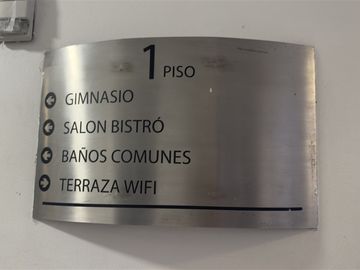 1 PISO
GIMNASIO
SALON BISTRÓ
BAÑOS COMUNES
TERRAZA WIFI